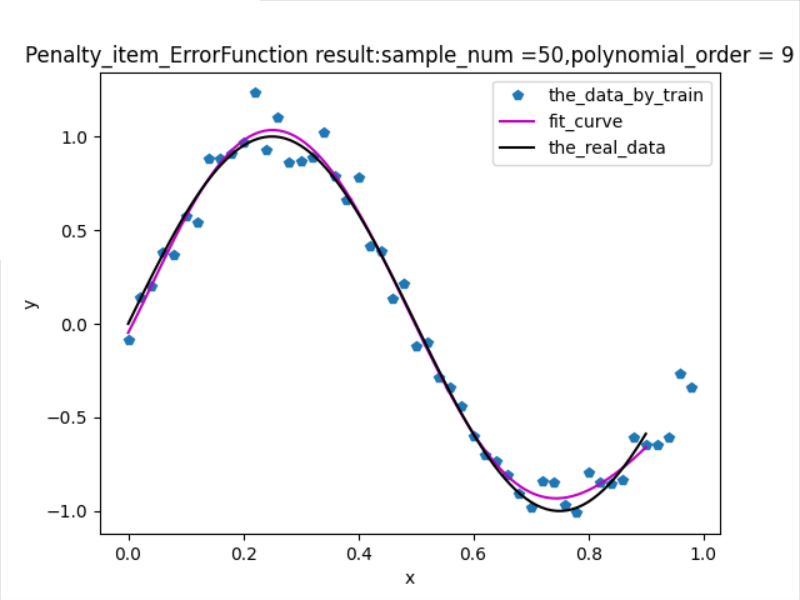 Penalty_item_ErrorFunction result:sample_num =50,polynomial_order = 9
the_data_by_train
fit_curve
the_real_data
1.0
0.5
0.0
−0.5
−1.0
y
0.0 0.2 0.4 0.6 0.8 1.0
x